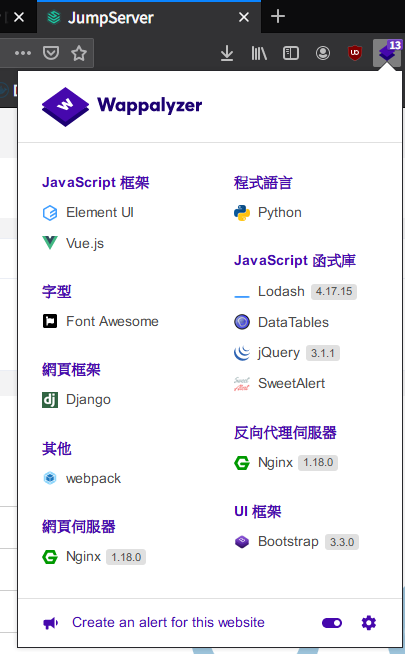 JumpServer
13
Wappalyzer
JavaScript 框架
Element UI
Vue.js
字型
Font Awesome
網頁框架
Django
其他
webpack
網頁伺服器
Nginx 1.18.0
程式語言
Python
JavaScript 函式庫
Lodash 4.17.15
DataTables
jQuery 3.1.1
SweetAlert
反向代理伺服器
Nginx 1.18.0
UI 框架
Bootstrap 3.3.0
Create an alert for this website